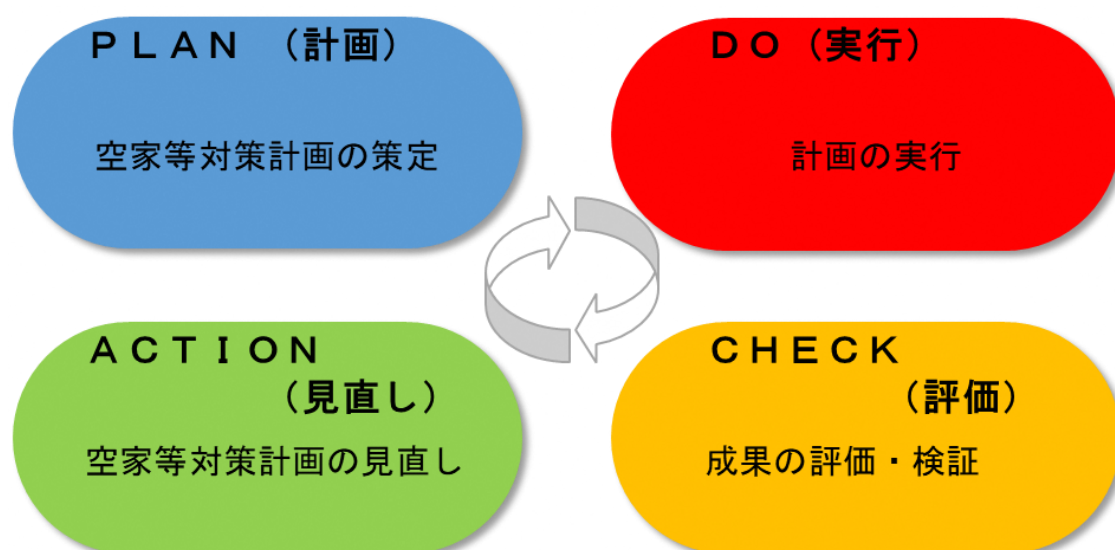 ＰＬＡＮ　（計画）
空家等対策計画の策定
ＤＯ（実行）
計画の実行
ＡＣＴＩＯＮ
（見直し）
空家等対策計画の見直し
ＣＨＥＣＫ
（評価）
成果の評価・検証